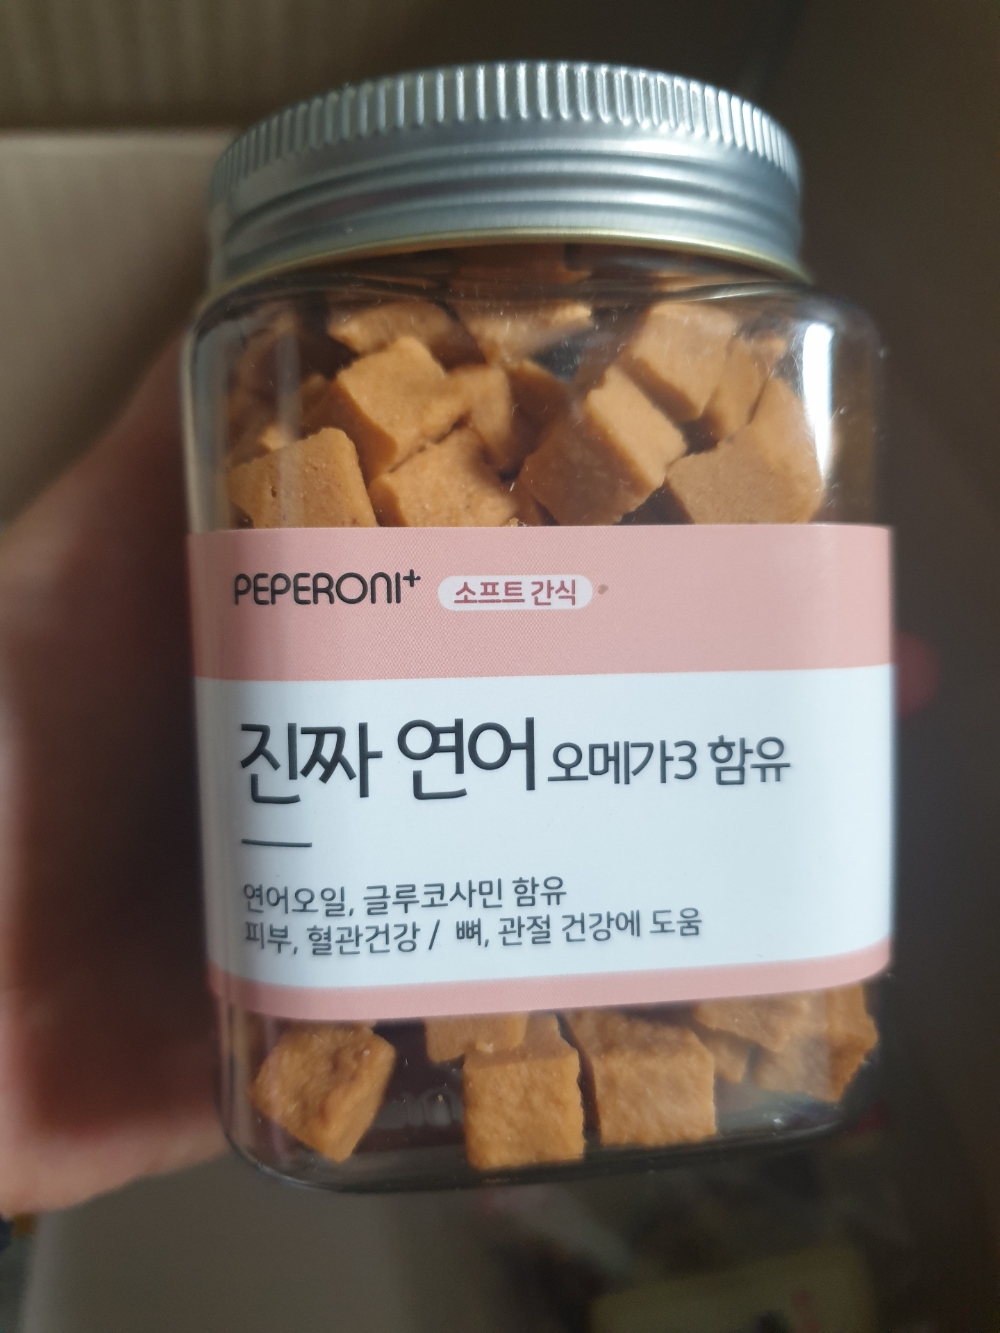 PEPERONI+ 소프트 간식
진짜 연어 오메가3 함유
연어오일, 글루코사민 함유
피부, 혈관건강 / 뼈, 관절 건강에 도움